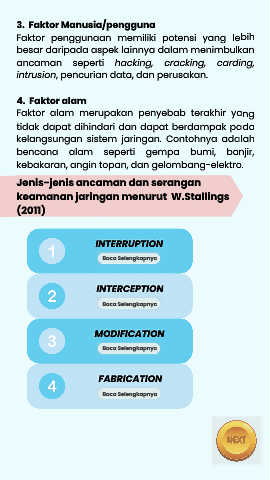 3. Faktor Manusia/pengguna
Faktor penggunaan memiliki potensi yang lebih
besar daripada aspek lainnya dalam menimbulkan
ancaman seperti hacking, cracking, carding,
intrusion, pencurian data, dan perusakan.
4. Faktor alam
Faktor alam merupakan penyebab terakhir yang
tidak dapat dihindari dan dapat berdampak pada
kelangsungan sistem jaringan. Contohnya adalah
bencana alam seperti gempa bumi, banjir,
kebakaran, angin topan, dan gelombang-elektro.
Jenis-jenis ancaman dan serangan
keamanan jaringan menurut W.Stallings
(2011)
1
INTERRUPTION
Baca Selengkapnya
2
INTERCEPTION
Baca Selengkapnya
3
MODIFICATION
Baca Selengkapnya
4
FABRICATION
Baca Selengkapnya
NEXT